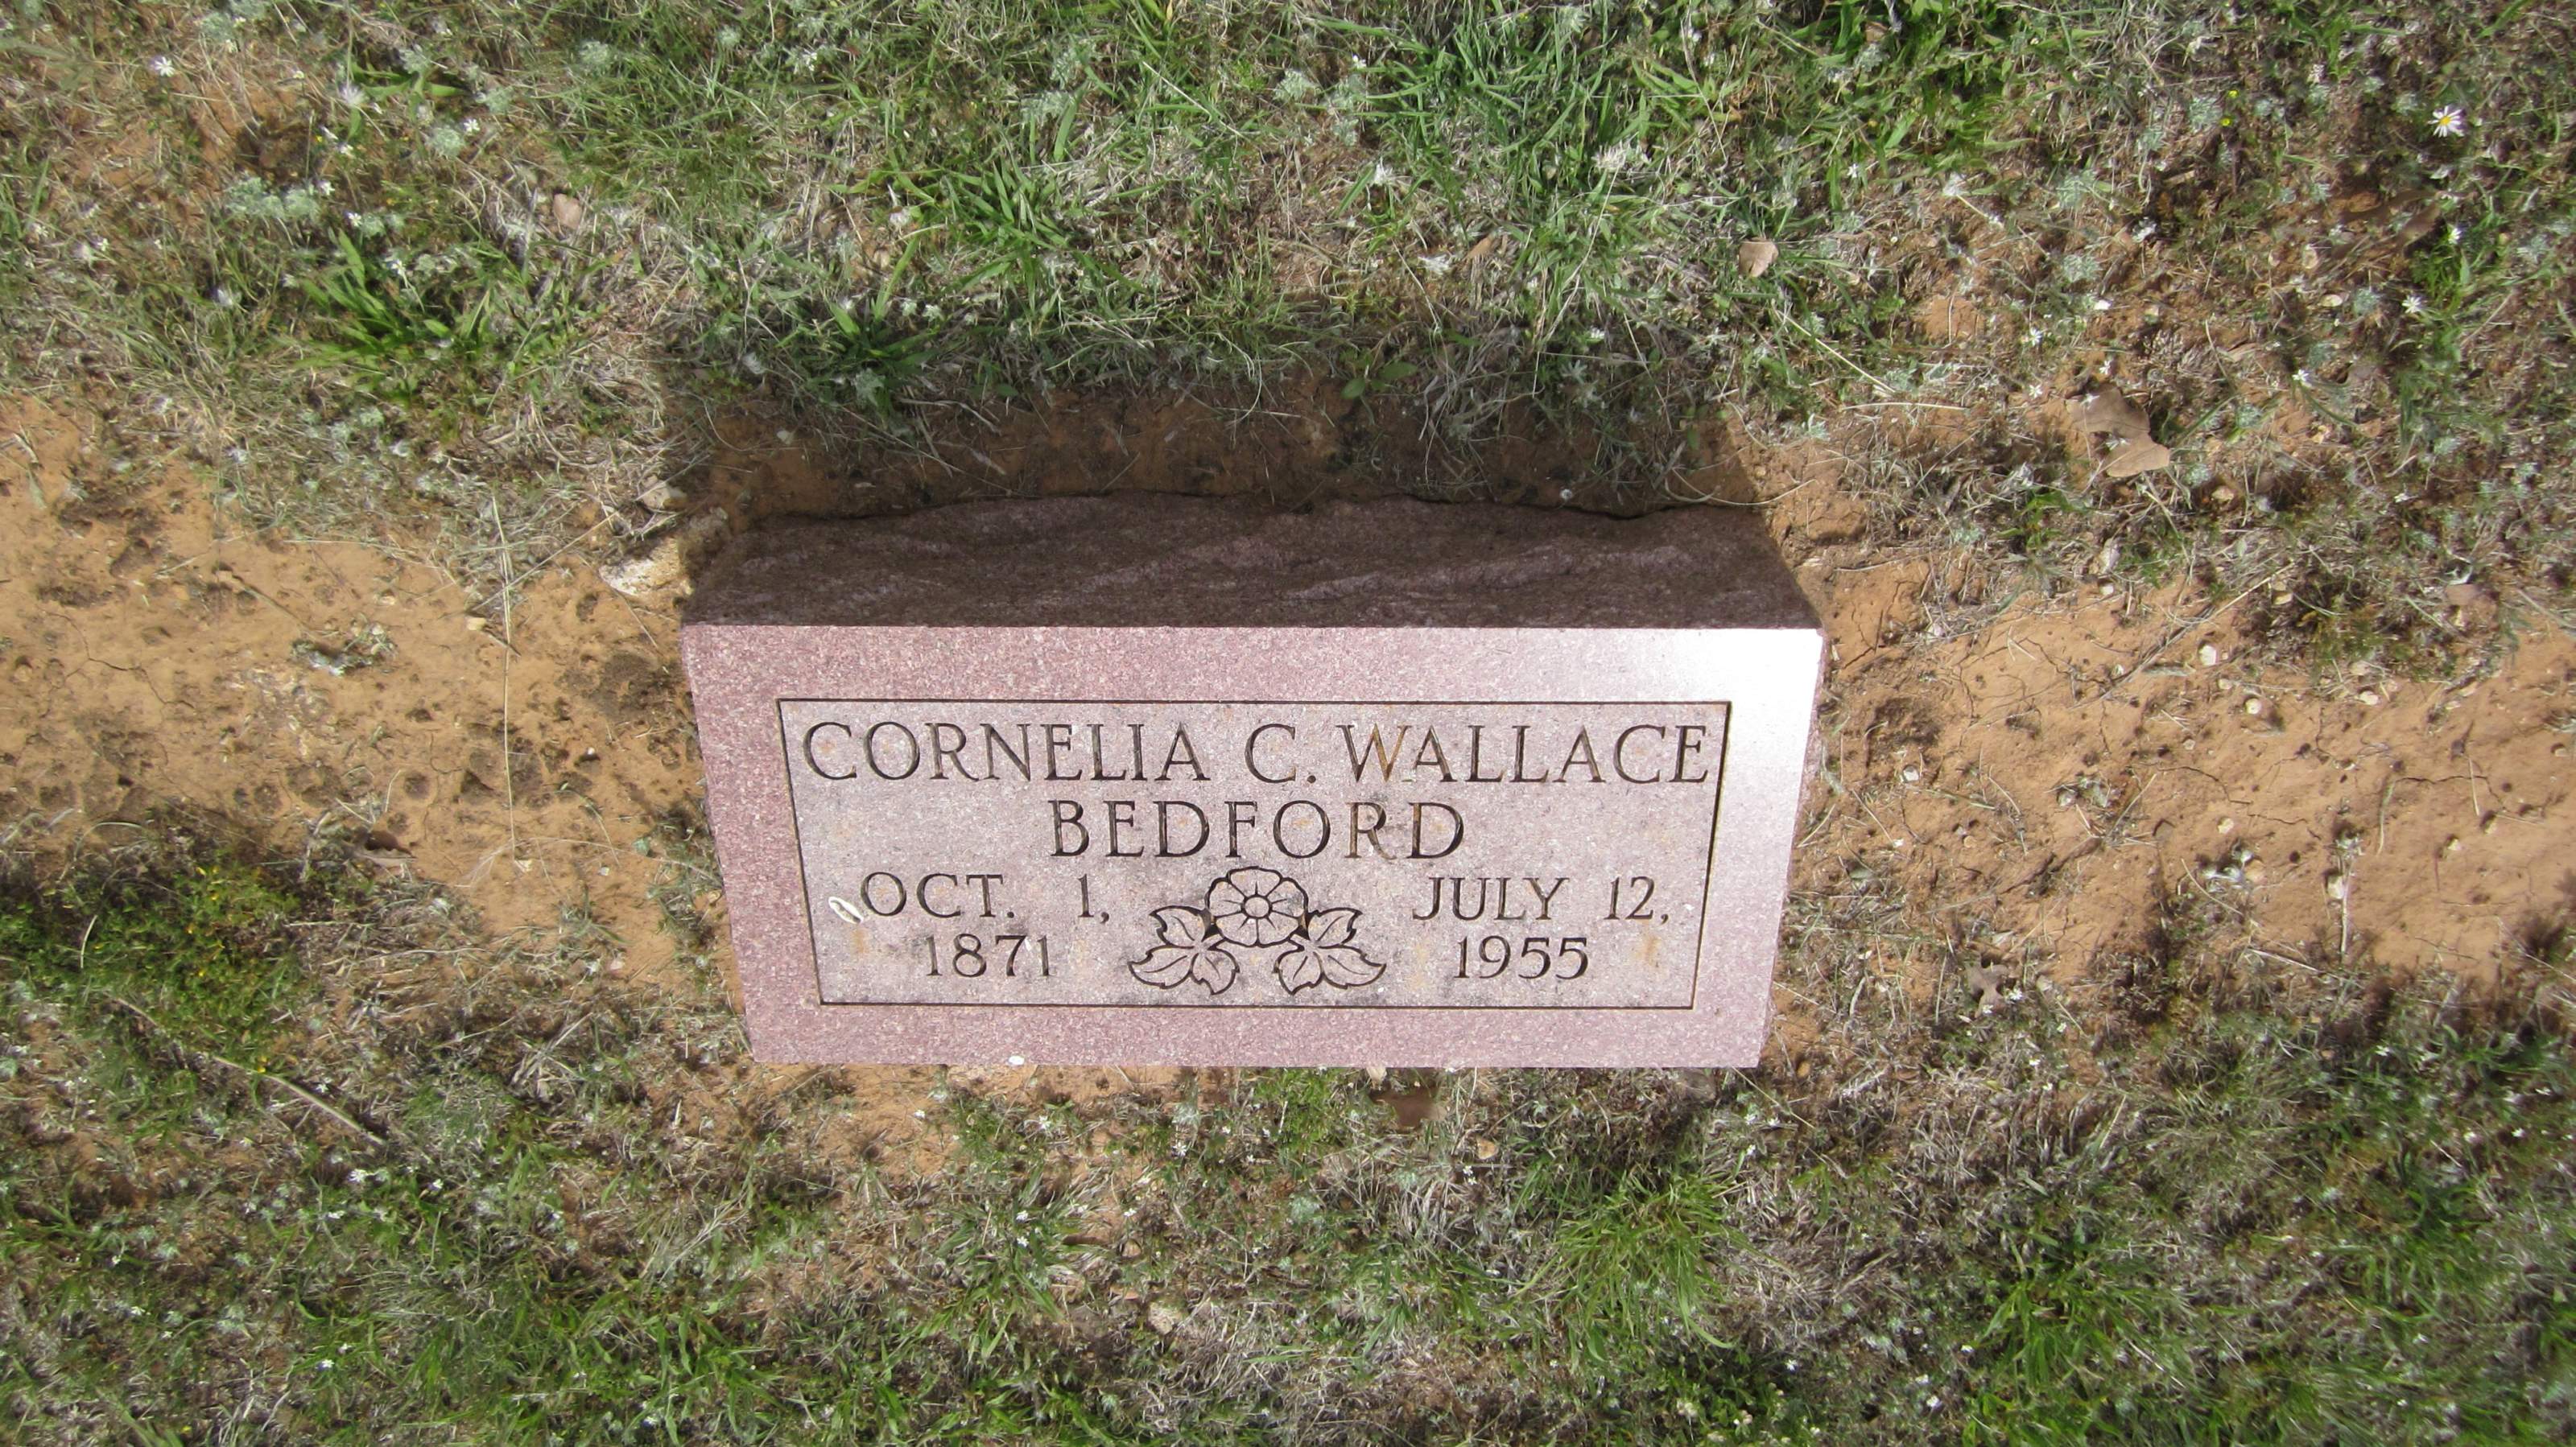 CORNELIA C. WALLACE
BEDFORD
OCT. 1, JULY 12,
1871 1955